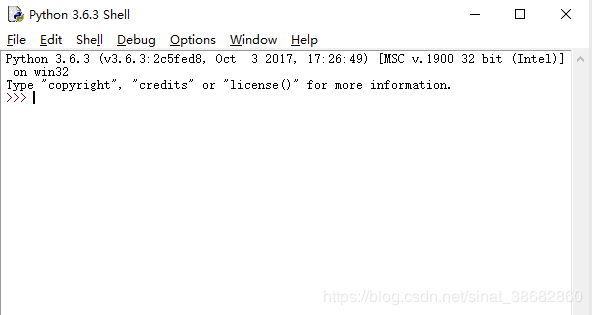 Python 3.6.3 Shell
File Edit Shell Debug Options Window Help
Python 3.6.3 (v3.6.3:2c5fed8, Oct  3 2017, 17:26:49) [MSC v.1900 32 bit (Intel)]
 on win32
Type "copyright", "credits" or "license()" for more information.
>>>
https://blog.csdn.net/sinat_38682860